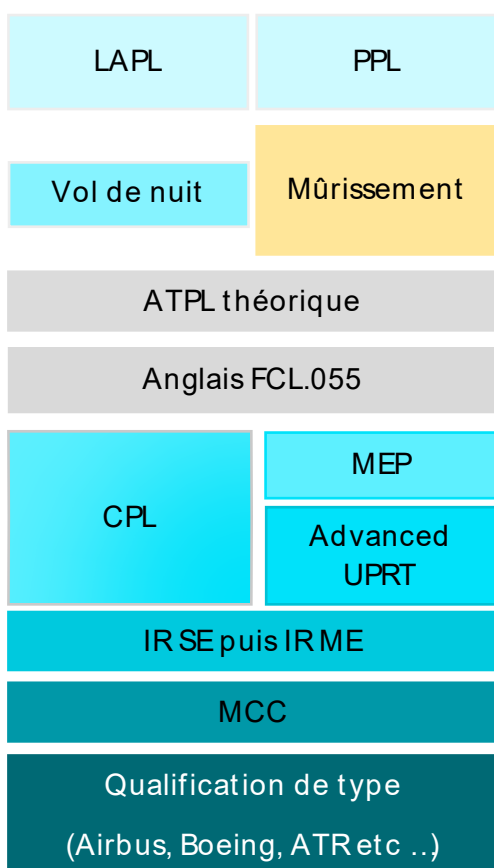 LAPL
PPL
Vol de nuit
Mûrissement
ATPL théorique
Anglais FCL.055
CPL
MEP
Advanced
UPRT
IR SE puis IR ME
MCC
Qualification de type
(Airbus, Boeing, ATR etc ...)